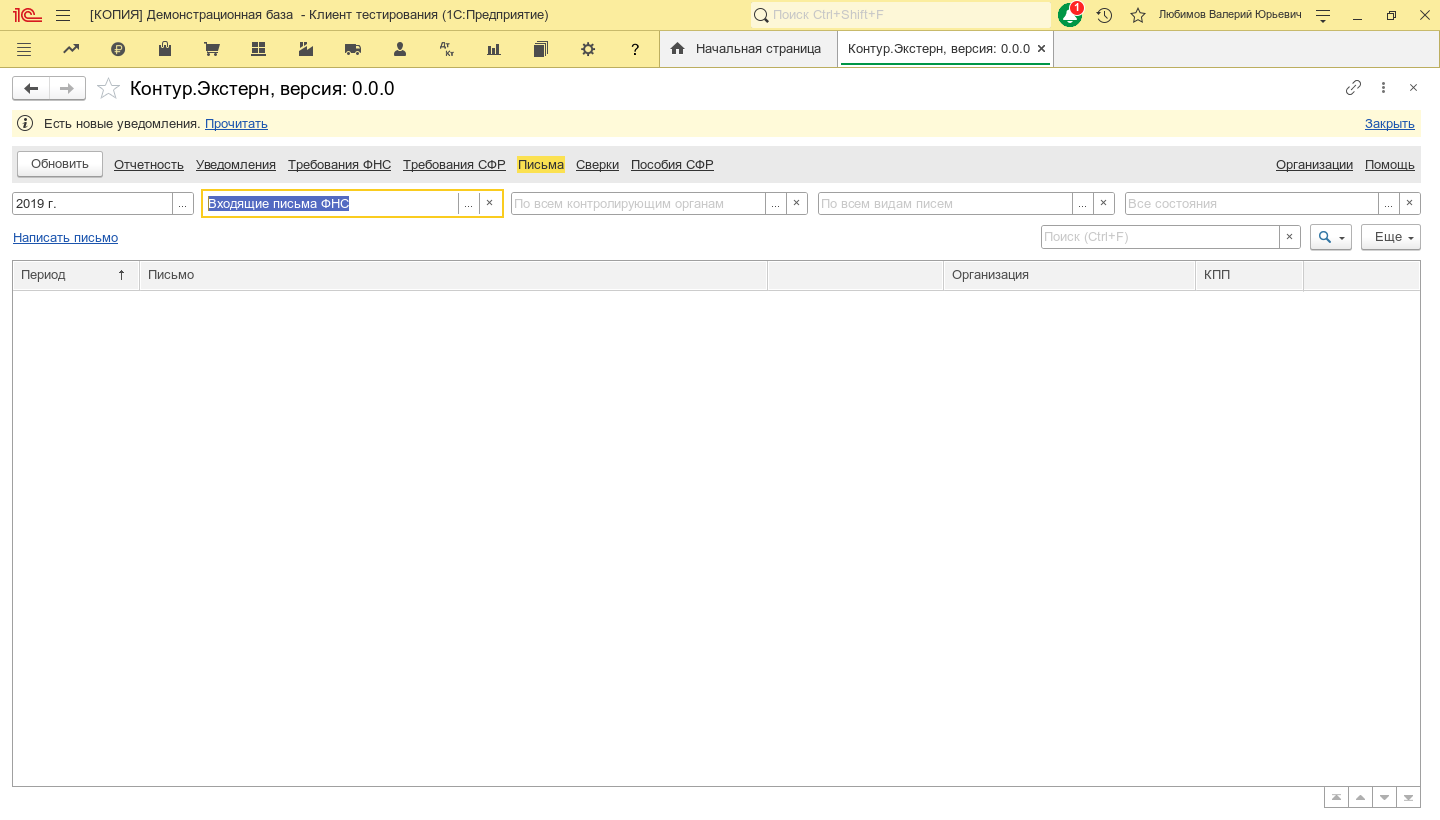 [КОПИЯ] Демонстрационная база - Клиент тестирования (1С:Предприятие) Поиск Ctrl+Shift+F 1 Любимов Валерий Юрьевич
Дт Кт ? Начальная страница Контур.Экстерн, версия: 0.0.0
Контур.Экстерн, версия: 0.0.0
Есть новые уведомления. Прочитать Закрыть
Обновить Отчетность Уведомления Требования ФНС Требования СФР Письма Сверки Пособия СФР Организации Помощь
2019 г. ... Входящие письма ФНС ... × По всем контролирующим органам ... × По всем видам писем ... × Все состояния ... ×
Написать письмо Поиск (Ctrl+F) × Еще
Период ↑ Письмо Организация КПП